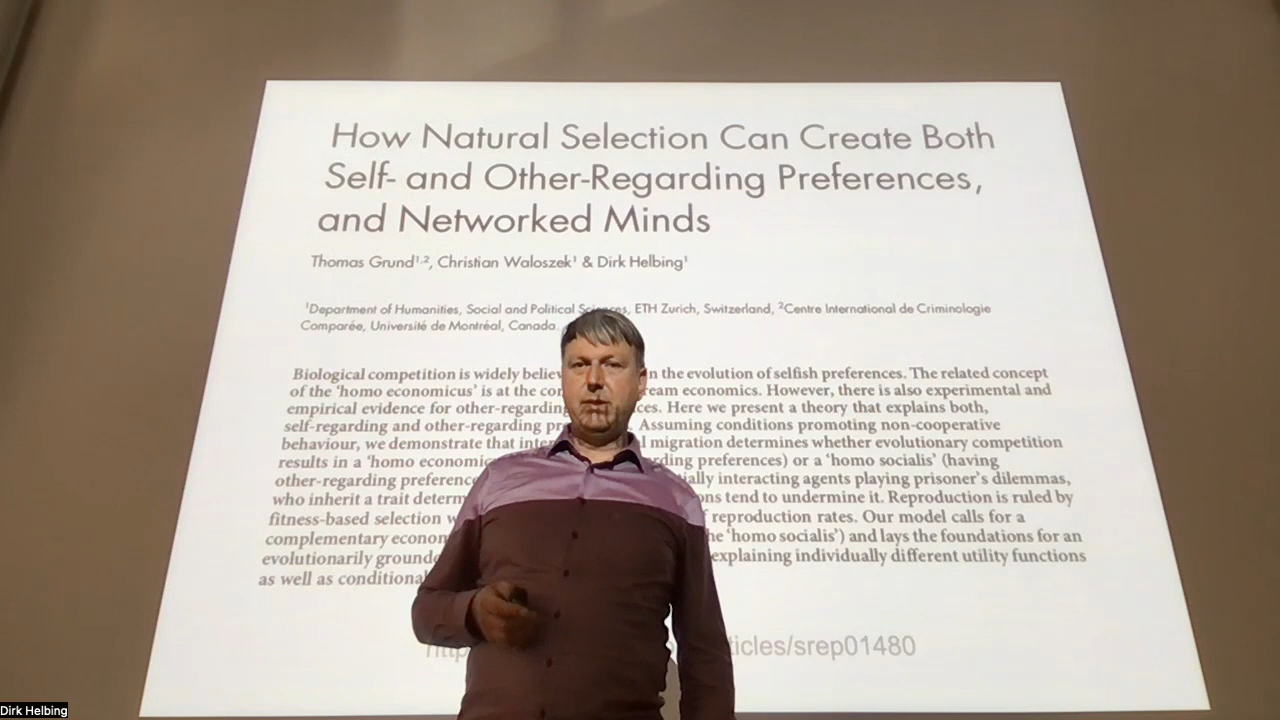 How Natural Selection Can Create Both
Self- and Other-Regarding Preferences,
and Networked Minds
Thomas Grund¹,², Christian Waloszek¹ & Dirk Helbing¹
¹Department of Humanities, Social and Political Sciences, ETH Zurich, Switzerland, ²Centre International de Criminologie
Comparée, Université de Montréal, Canada.
Biological competition is widely believ n the evolution of selfish preferences. The related concept
of the 'homo economicus' is at the cor ream economics. However, there is also experimental and
empirical evidence for other-regarding ces. Here we present a theory that explains both,
self-regarding and other-regarding pr Assuming conditions promoting non-cooperative
behaviour, we demonstrate that inte l migration determines whether evolutionary competition
results in a 'homo economic rding preferences) or a 'homo socialis' (having
other-regarding preference ially interacting agents playing prisoner's dilemmas,
who inherit a trait determ ons tend to undermine it. Reproduction is ruled by
fitness-based selection w f reproduction rates. Our model calls for a
complementary econom he 'homo socialis') and lays the foundations for an
evolutionarily grounde explaining individually different utility functions
as well as conditional
http ticles/srep01480
Dirk Helbing